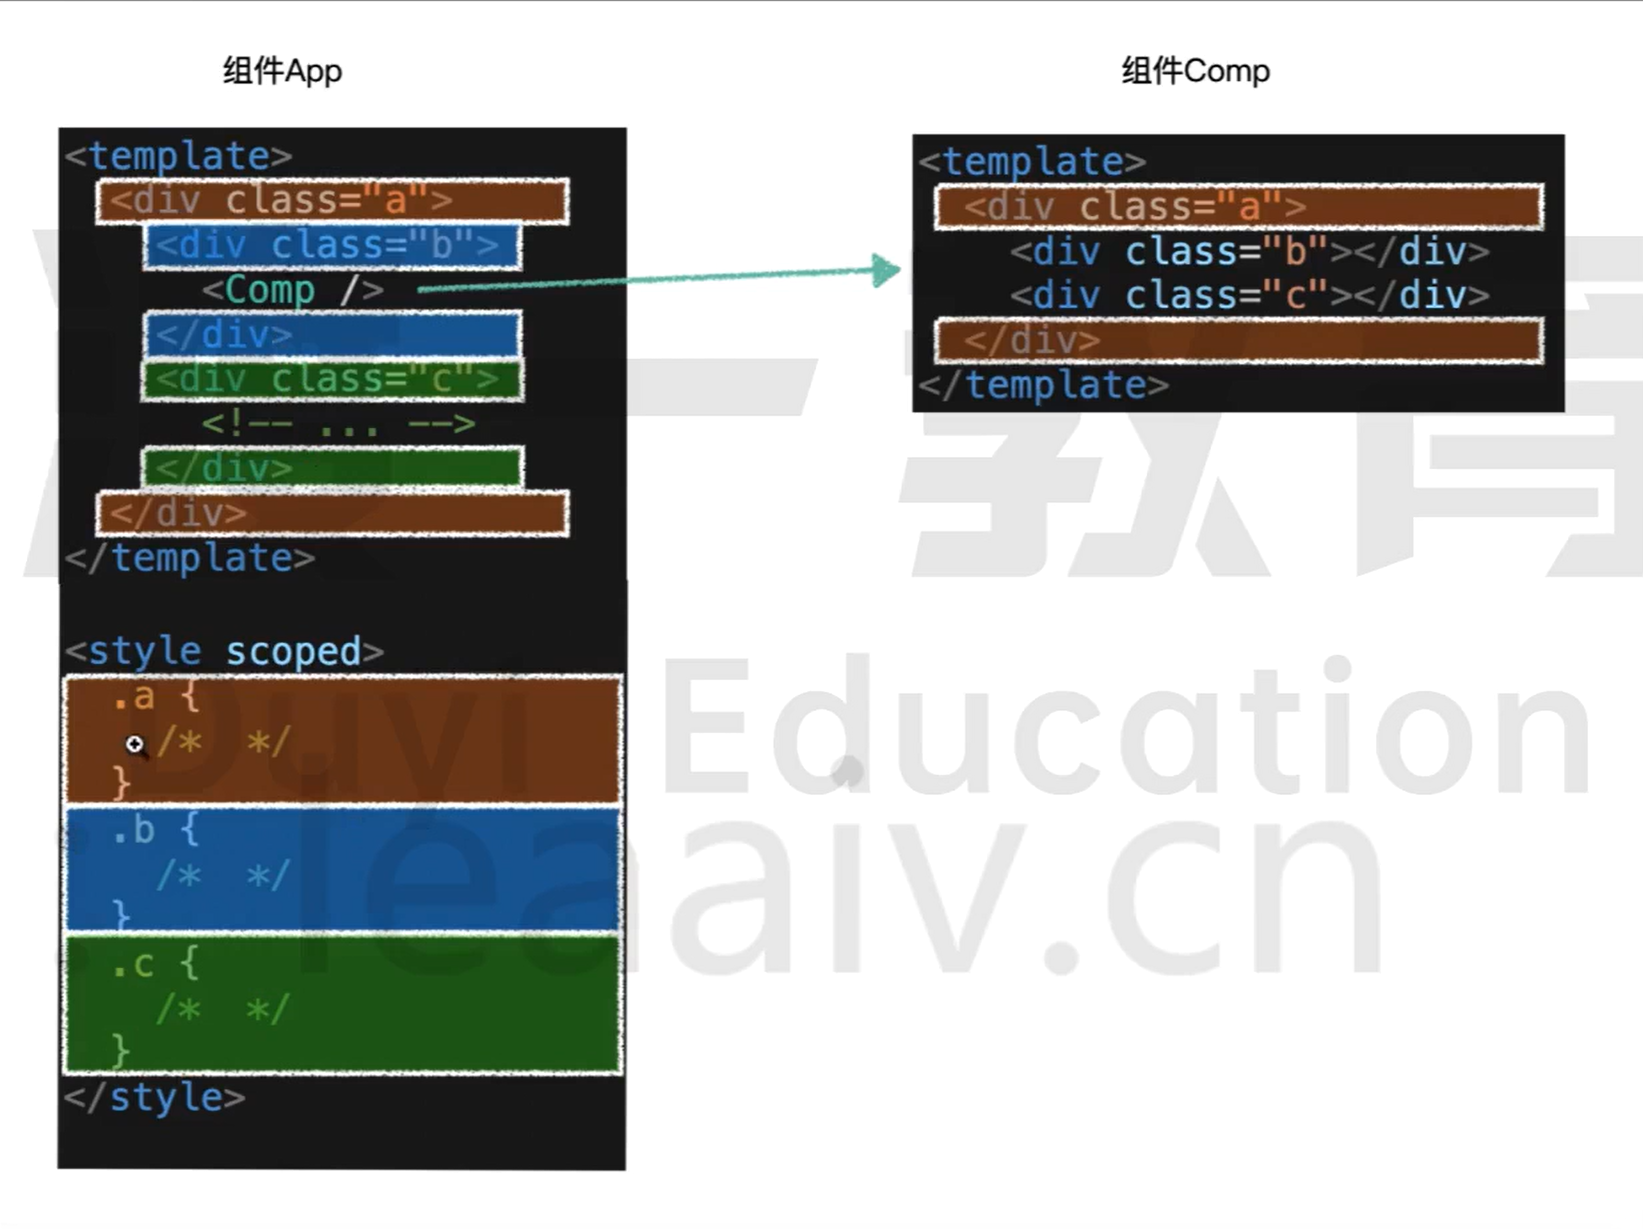 组件App
<template>
<div class="a">
<div class="b">
<Comp />
</div>
<div class="c">
<!-- ... -->
</div>
</div>
</template>
<style scoped>
.a {
/* */
}
.b {
/* */
}
.c {
/* */
}
</style>
组件Comp
<template>
<div class="a">
<div class="b"></div>
<div class="c"></div>
</div>
</template>
教育
Duyi Education